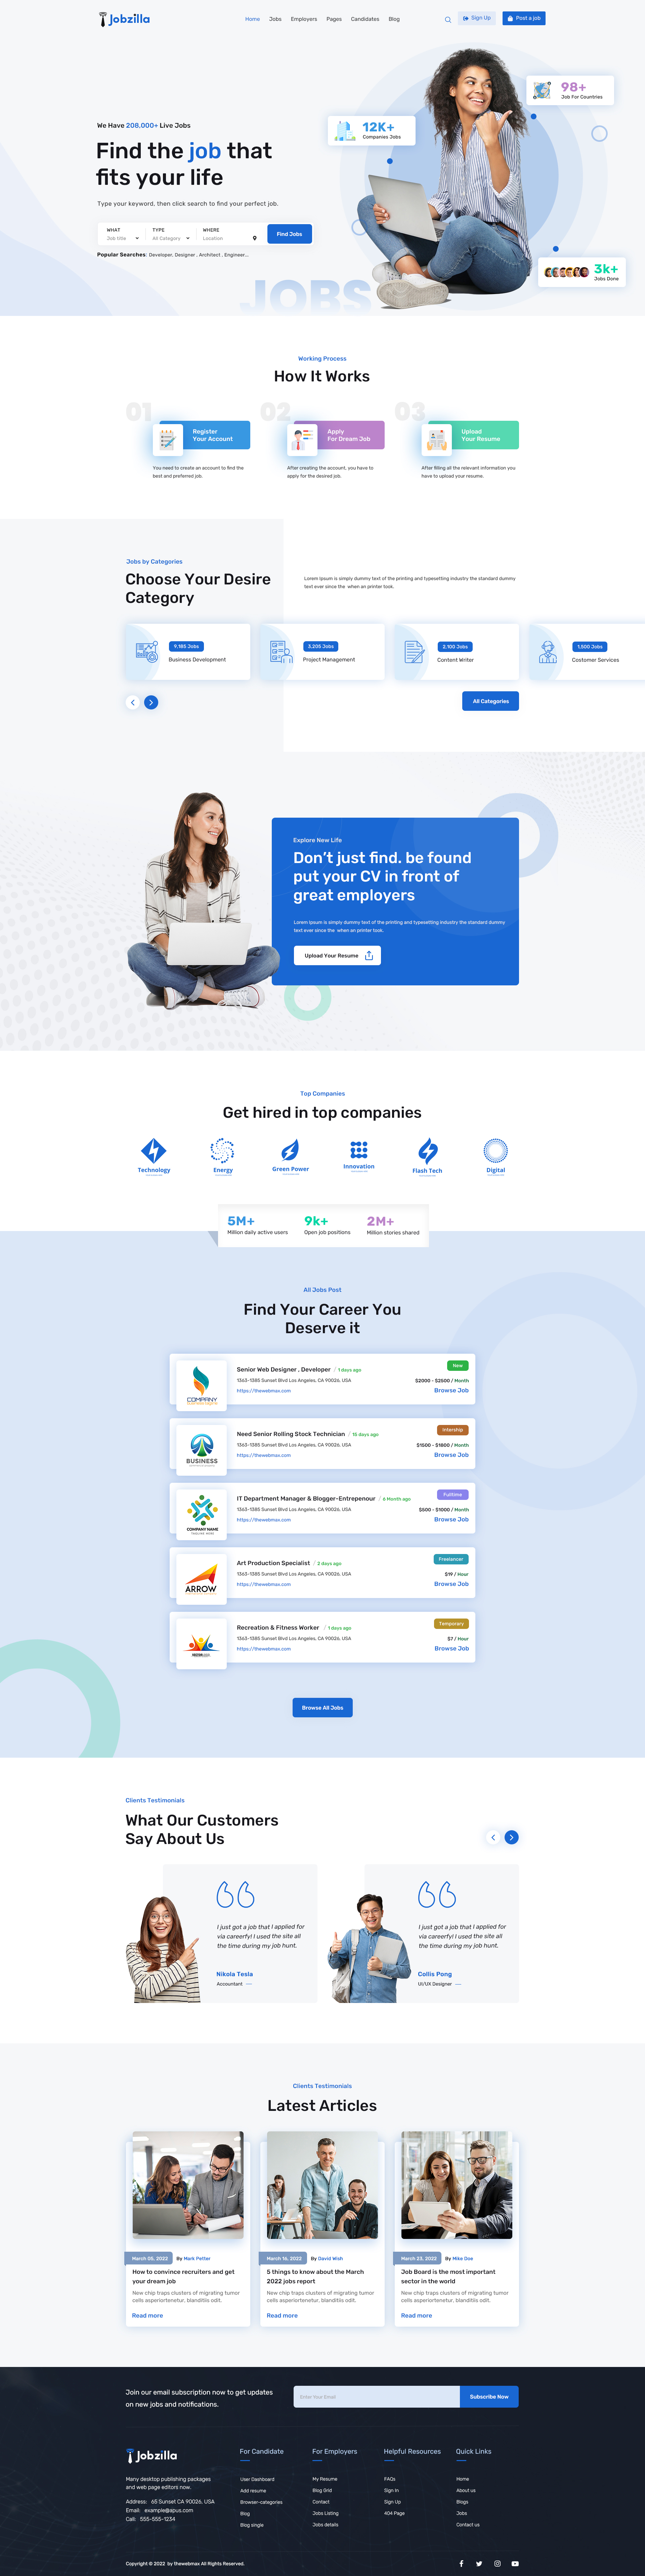 Jobzilla
Home Jobs Employers Pages Candidates Blog
Sign Up
Post a job
98+
Job For Countries
12K+
Companies Jobs
We Have 208,000+ Live Jobs
Find the job that
fits your life
Type your keyword, then click search to find your perfect job.
WHAT TYPE WHERE
Job title All Category Location
Find Jobs
Popular Searches: Developer, Designer , Architect , Engineer...
3k+
Jobs Done
JOBS
Working Process
How It Works
01 02 03
Register
Your Account
Apply
For Dream Job
Upload
Your Resume
You need to create an account to find the
best and preferred job.
After creating the account, you have to
apply for the desired job.
After filling all the relevant information you
have to upload your resume.
Jobs by Categories
Choose Your Desire
Category
Lorem Ipsum is simply dummy text of the printing and typesetting industry the standard dummy
text ever since the when an printer took.
9,185 Jobs
Business Development
3,205 Jobs
Project Management
2,100 Jobs
Content Writer
1,500 Jobs
Costomer Services
All Categories
Explore New Life
Don't just find. be found
put your CV in front of
great employers
Lorem Ipsum is simply dummy text of the printing and typewsetting industry the standard dummy
text ever since the when an printer took.
Upload Your Resume
Top Companies
Get hired in top companies
Technology
Energy
Green Power
Innovation
Flash Tech
Digital
5M+
Million daily active users
9k+
Open job positions
2M+
Million stories shared
All Jobs Post
Find Your Career You
Deserve it
COMPANY
Senior Web Designer , Developer / 1 days ago
1363-1385 Sunset Blvd Los Angeles, CA 90026, USA
https://thewebmax.com
New
$2000 - $2500 / Month
Browse Job
BUSINESS
Need Senior Rolling Stock Technician / 15 days ago
1363-1385 Sunset Blvd Los Angeles, CA 90026, USA
https://thewebmax.com
Intership
$1500 - $1800 / Month
Browse Job
COMPANY NAME
TAGLINE HERE
IT Department Manager & Blogger-Entrepenour / 6 Month ago
1363-1385 Sunset Blvd Los Angeles, CA 90026, USA
https://thewebmax.com
Fulltime
$500 - $1000 / Month
Browse Job
ARROW
Art Production Specialist / 2 days ago
1363-1385 Sunset Blvd Los Angeles, CA 90026, USA
https://thewebmax.com
Freelancer
$19 / Hour
Browse Job
Recreation & Fitness Worker / 1 days ago
1363-1385 Sunset Blvd Los Angeles, CA 90026, USA
https://thewebmax.com
Temporary
$7 / Hour
Browse Job
Browse All Jobs
Clients Testimonials
What Our Customers
Say About Us
I just got a job that I applied for
via careerfy! I used the site all
the time during my job hunt.
Nikola Tesla
Accountant
I just got a job that I applied for
via careerfy! I used the site all
the time during my job hunt.
Collis Pong
UI/UX Designer
Clients Testimonials
Latest Articles
March 05, 2022 By Mark Petter
How to convince recruiters and get
your dream job
New chip traps clusters of migrating tumor
cells asperiortenetur, blanditiis odit.
Read more
March 16, 2022 By David Wish
5 things to know about the March
2022 jobs report
New chip traps clusters of migrating tumor
cells asperiortenetur, blanditiis odit.
Read more
March 23, 2022 By Mike Doe
Job Board is the most important
sector in the world
New chip traps clusters of migrating tumor
cells asperiortenetur, blanditiis odit.
Read more
Join our email subscription now to get updates
on new jobs and notifications.
Enter Your Email
Subscribe Now
Jobzilla
Many desktop publishing packages
and web page editors now.
Address: 65 Sunset CA 90026, USA
Email: example@apus.com
Call: 555-555-1234
For Candidate
User Dashboard
Add resume
Browser-categories
Blog
Blog single
For Employers
My Resume
Blog Grid
Contact
Jobs Listing
Jobs details
Helpful Resources
FAQs
Sign In
Sign Up
404 Page
Quick Links
Home
About us
Blogs
Jobs
Contact us
Copyright © 2022 by thewebmax All Rights Reserved.